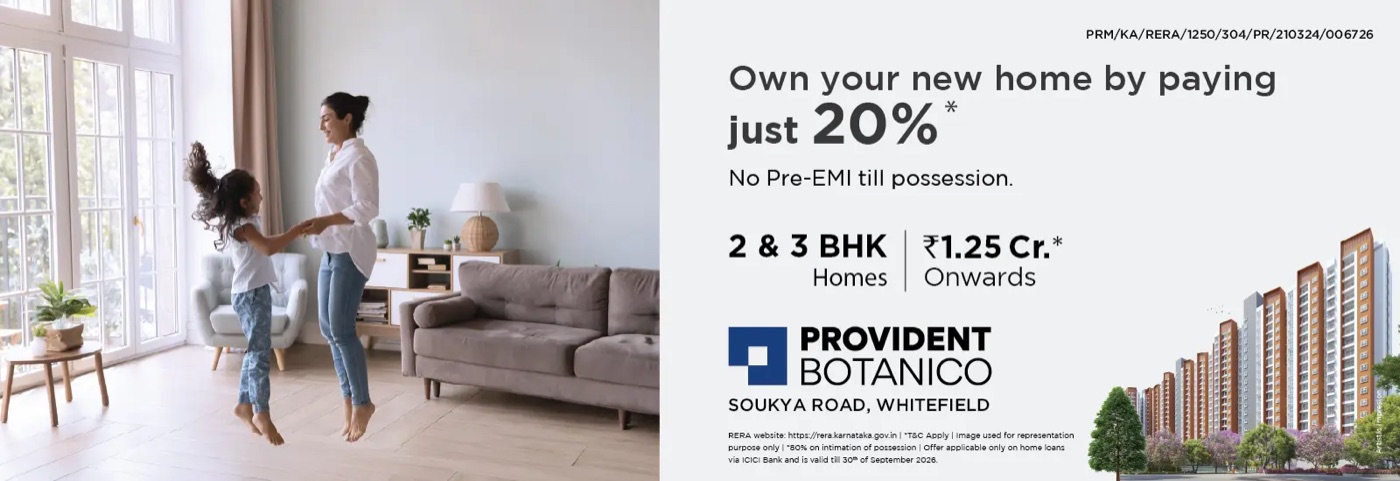 PRM/KA/RERA/1250/304/PR/210324/006726
Own your new home by paying
just 20%*
No Pre-EMI till possession.
2 & 3 BHK
Homes
₹1.25 Cr.*
Onwards
PROVIDENT
BOTANICO
SOUKYA ROAD, WHITEFIELD
RERA website: https://rera.karnataka.gov.in | *T&C Apply | Image used for representation
purpose only | *80% on intimation of possession | Offer applicable only on home loans
via ICICI Bank and is valid till 30th of September 2026.